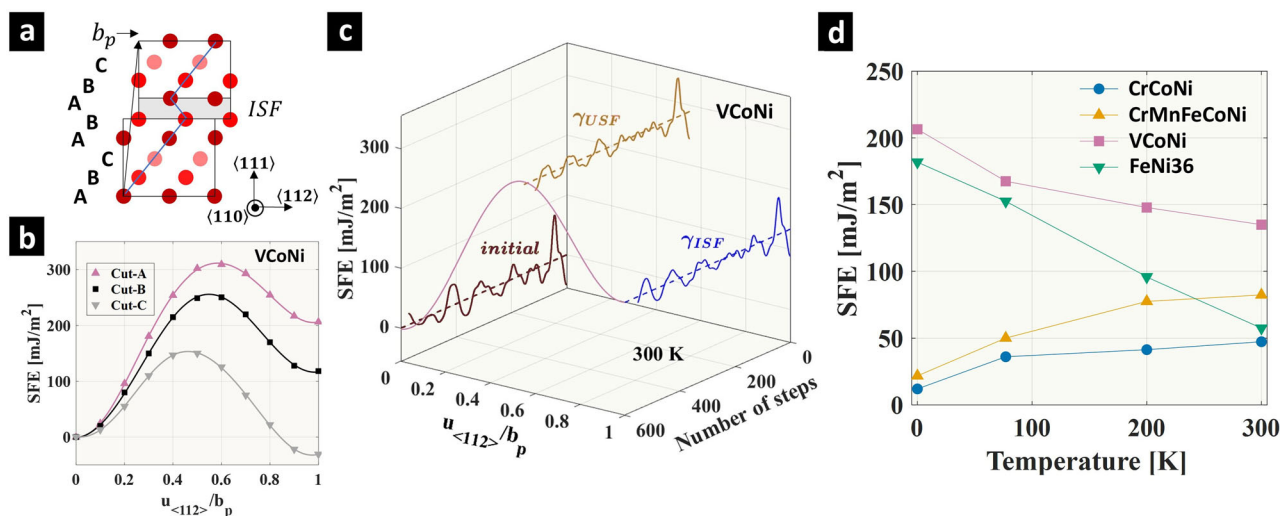 a
b_p
C
B
A
B
A
C
B
A
ISF
⟨111⟩
⟨110⟩
⟨112⟩
b
VCoNi
Cut-A
Cut-B
Cut-C
SFE [mJ/m²]
300
200
100
0
0 0.2 0.4 0.6 0.8 1
u<112>/b_p
c
VCoNi
γ_USF
initial
γ_ISF
300 K
SFE [mJ/m²]
300
200
100
0
0
0.2
0.4
0.6
0.8
1
u<112>/b_p
0
200
400
600
Number of steps
d
CrCoNi
CrMnFeCoNi
VCoNi
FeNi36
SFE [mJ/m²]
250
200
150
100
50
0
0 100 200 300
Temperature [K]